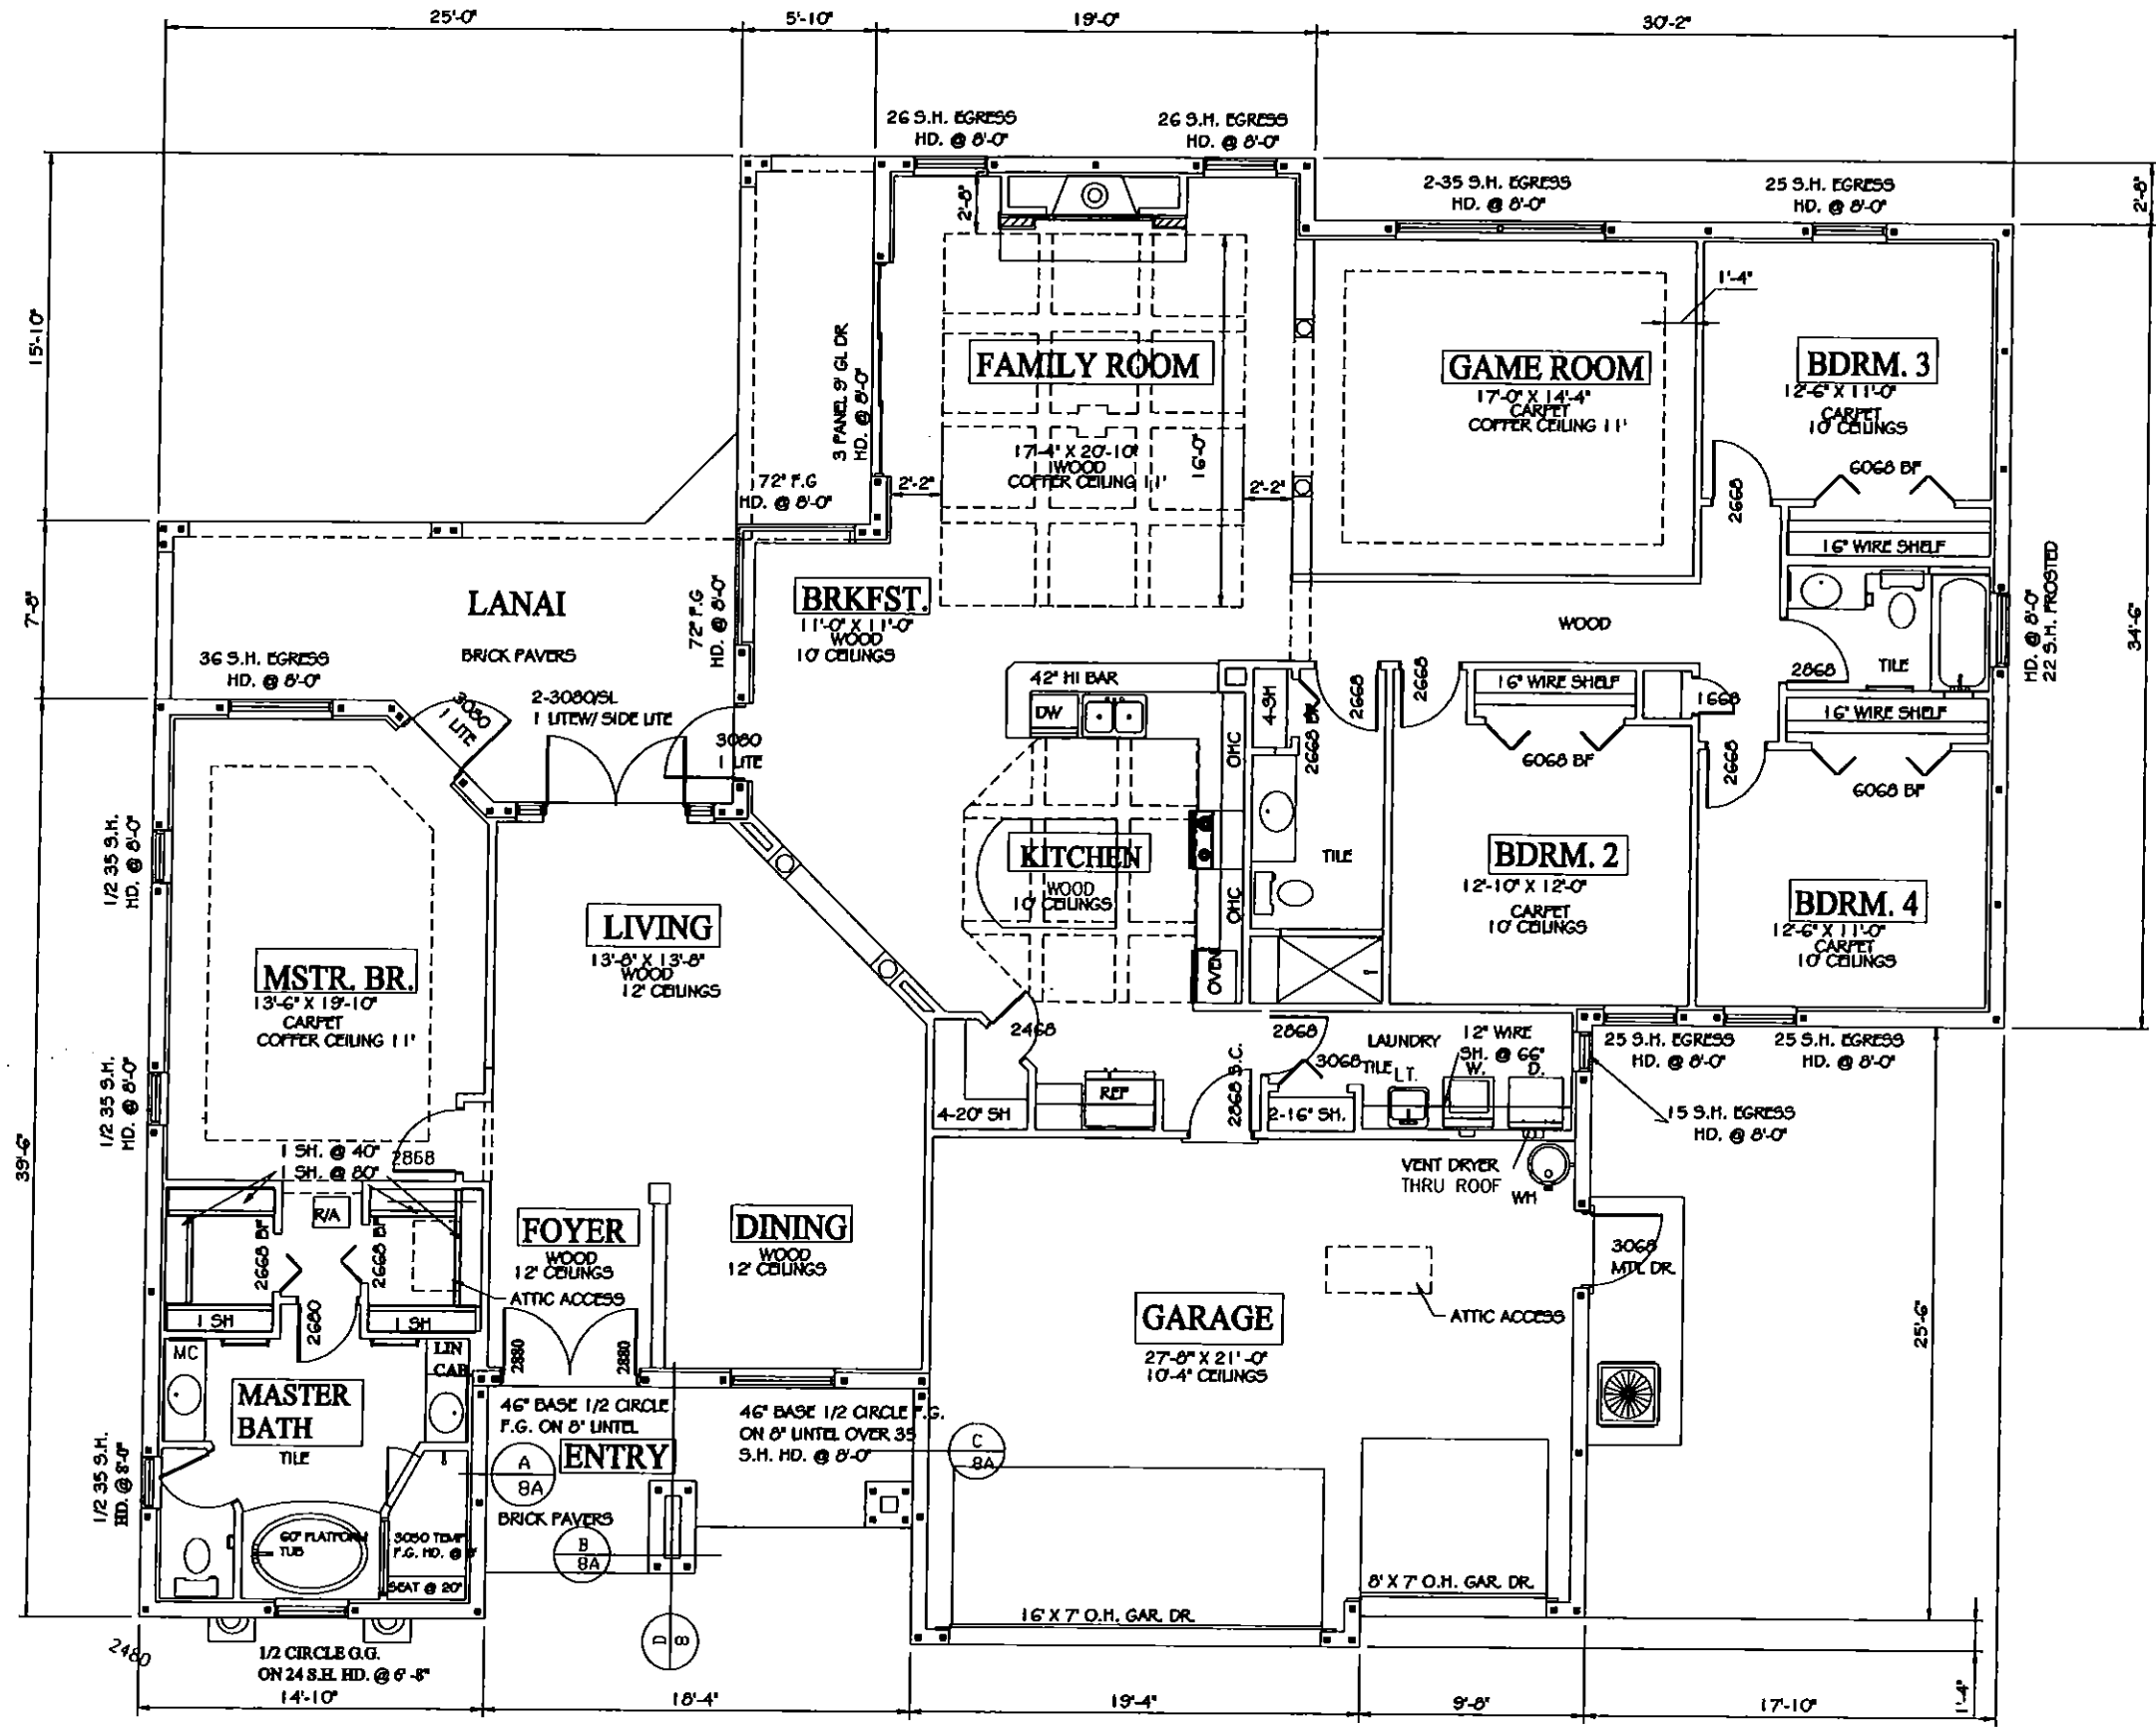 25'-0"
5'-10"
19'-0"
30'-2"
26 S.H. EGRESS
HD. @ 8'-0"
26 S.H. EGRESS
HD. @ 8'-0"
2-35 S.H. EGRESS
HD. @ 8'-0"
25 S.H. EGRESS
HD. @ 8'-0"
2'-8"
2'-8"
15'-10"
3 PANEL 9' GL DR
HD. @ 8'-0"
FAMILY ROOM
17'-4" X 20'-10"
WOOD
COFFER CEILING 11'
16'-0"
2'-2"
2'-2"
GAME ROOM
17'-0" X 14'-4"
CARPET
COFFER CEILING 11'
1'-4"
BDRM. 3
12'-6" X 11'-0"
CARPET
10' CEILINGS
6068 BF
2668
16" WIRE SHELF
72" F.G
HD. @ 8'-0"
7'-8"
LANAI
BRICK PAVERS
72" F.G
HD. @ 8'-0"
BRKFST.
11'-0" X 11'-0"
WOOD
10' CEILINGS
WOOD
2868
TILE
HD. @ 8'-0"
22 S.H. FROSTED
34'-6"
36 S.H. EGRESS
HD. @ 8'-0"
3080
1 LITE
2-3080/SL
1 LITEW/ SIDE LITE
3080
1 LITE
42" HI BAR
DW
OHC
4-SH
2668 BF
2668
2668
16" WIRE SHELF
1668
16" WIRE SHELF
6068 BF
2668
6068 BF
1/2 35 S.H.
HD. @ 8'-0"
KITCHEN
WOOD
10' CEILINGS
OHC
OVEN
TILE
BDRM. 2
12'-10" X 12'-0"
CARPET
10' CEILINGS
BDRM. 4
12'-6" X 11'-0"
CARPET
10' CEILINGS
LIVING
13'-8" X 13'-8"
WOOD
12' CEILINGS
MSTR. BR.
13'-6" X 19'-10"
CARPET
COFFER CEILING 11'
1/2 35 S.H.
HD. @ 8'-0"
39'-6"
2468
2868
LAUNDRY
TILE
12" WIRE
SH. @ 66"
W.
D.
L.T.
3068
25 S.H. EGRESS
HD. @ 8'-0"
25 S.H. EGRESS
HD. @ 8'-0"
4-20" SH
REF
2868 S.C.
2-16" SH.
15 S.H. EGRESS
HD. @ 8'-0"
1 SH. @ 40"
1 SH. @ 80"
2868
VENT DRYER
THRU ROOF
WH
R/A
2668 BF
2668 BF
FOYER
WOOD
12' CEILINGS
DINING
WOOD
12' CEILINGS
ATTIC ACCESS
3068
MTL DR.
1 SH
2680
1 SH
GARAGE
27'-8" X 21'-0"
10'-4" CEILINGS
ATTIC ACCESS
25'-6"
MC
LIN
CAB
2880
2880
MASTER
BATH
TILE
46" BASE 1/2 CIRCLE
F.G. ON 8" LINTEL
46" BASE 1/2 CIRCLE F.G.
ON 8" LINTEL OVER 35
S.H. HD. @ 8'-0"
ENTRY
A
8A
C
8A
BRICK PAVERS
B
8A
D
8
1/2 35 S.H.
HD. @ 8'-0"
60" PLATFORM
TUB
3080 TEMP
F.G. HD. @
SEAT @ 20"
16' X 7' O.H. GAR. DR.
8' X 7' O.H. GAR. DR.
2480
1/2 CIRCLE O.G.
ON 24 S.H. HD. @ 6'-8"
14'-10"
18'-4"
19'-4"
9'-8"
17'-10"
1'-4"